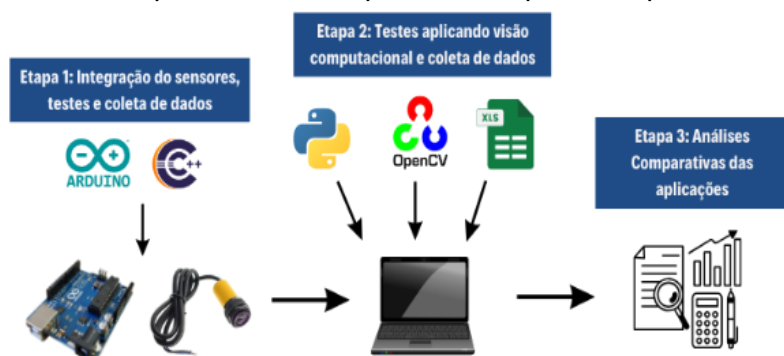 Etapa 1: Integração do sensores,
testes e coleta de dados
ARDUINO
C++
Etapa 2: Testes aplicando visão
computacional e coleta de dados
OpenCV
XLS
Etapa 3: Análises
Comparativas das
aplicações